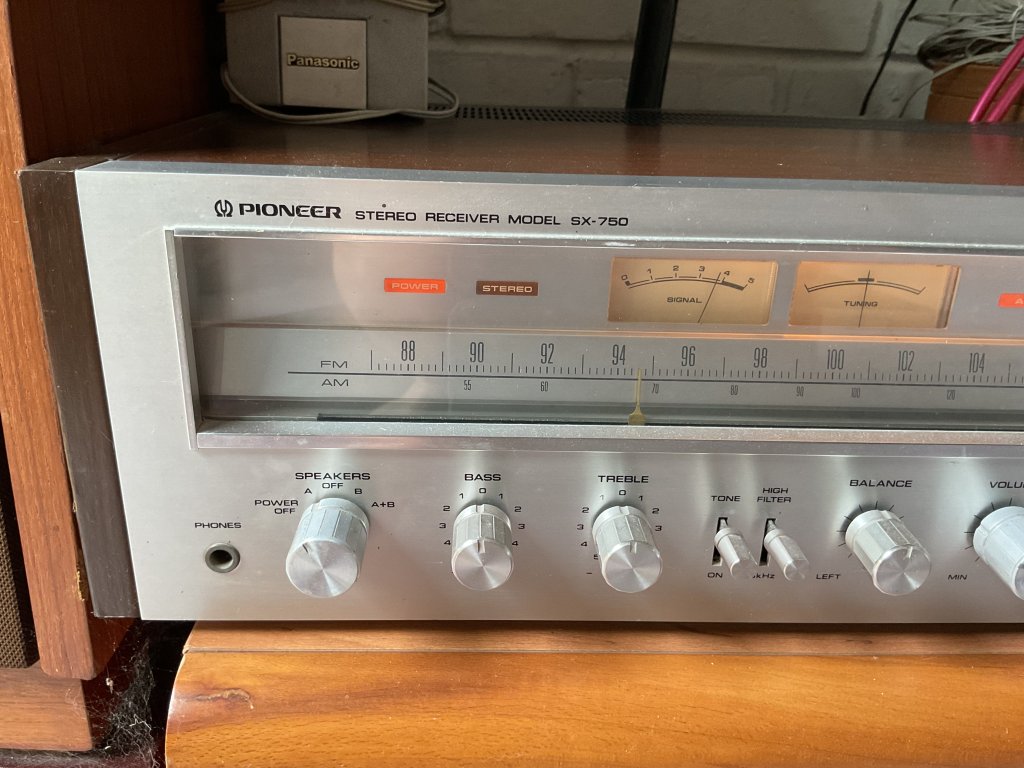 Panasonic
PIONEER STEREO RECEIVER MODEL SX-750
POWER STEREO
0 1 2 3 4 5
SIGNAL
TUNING
FM 88 90 92 94 96 98 100 102 104
AM 55 60 70 80 90 100 120
SPEAKERS
POWER OFF A OFF B A+B
PHONES
BASS
4 3 2 1 0 1 2 3 4
TREBLE
5 4 3 2 1 0 1 2 3
TONE
ON
HIGH FILTER
kHz
BALANCE
LEFT
MIN